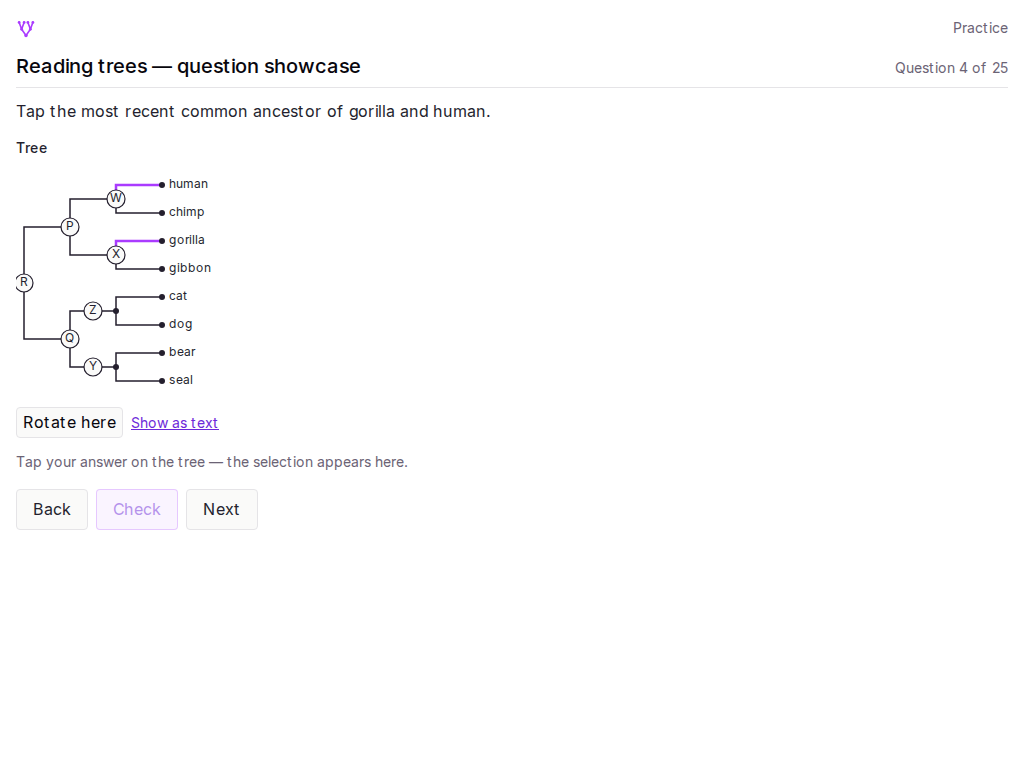 Practice
Reading trees — question showcase
Question 4 of 25
Tap the most recent common ancestor of gorilla and human.
Tree
human
W
chimp
P
gorilla
X
gibbon
R
cat
Z
dog
Q
bear
Y
seal
Rotate here
Show as text
Tap your answer on the tree — the selection appears here.
Back
Check
Next